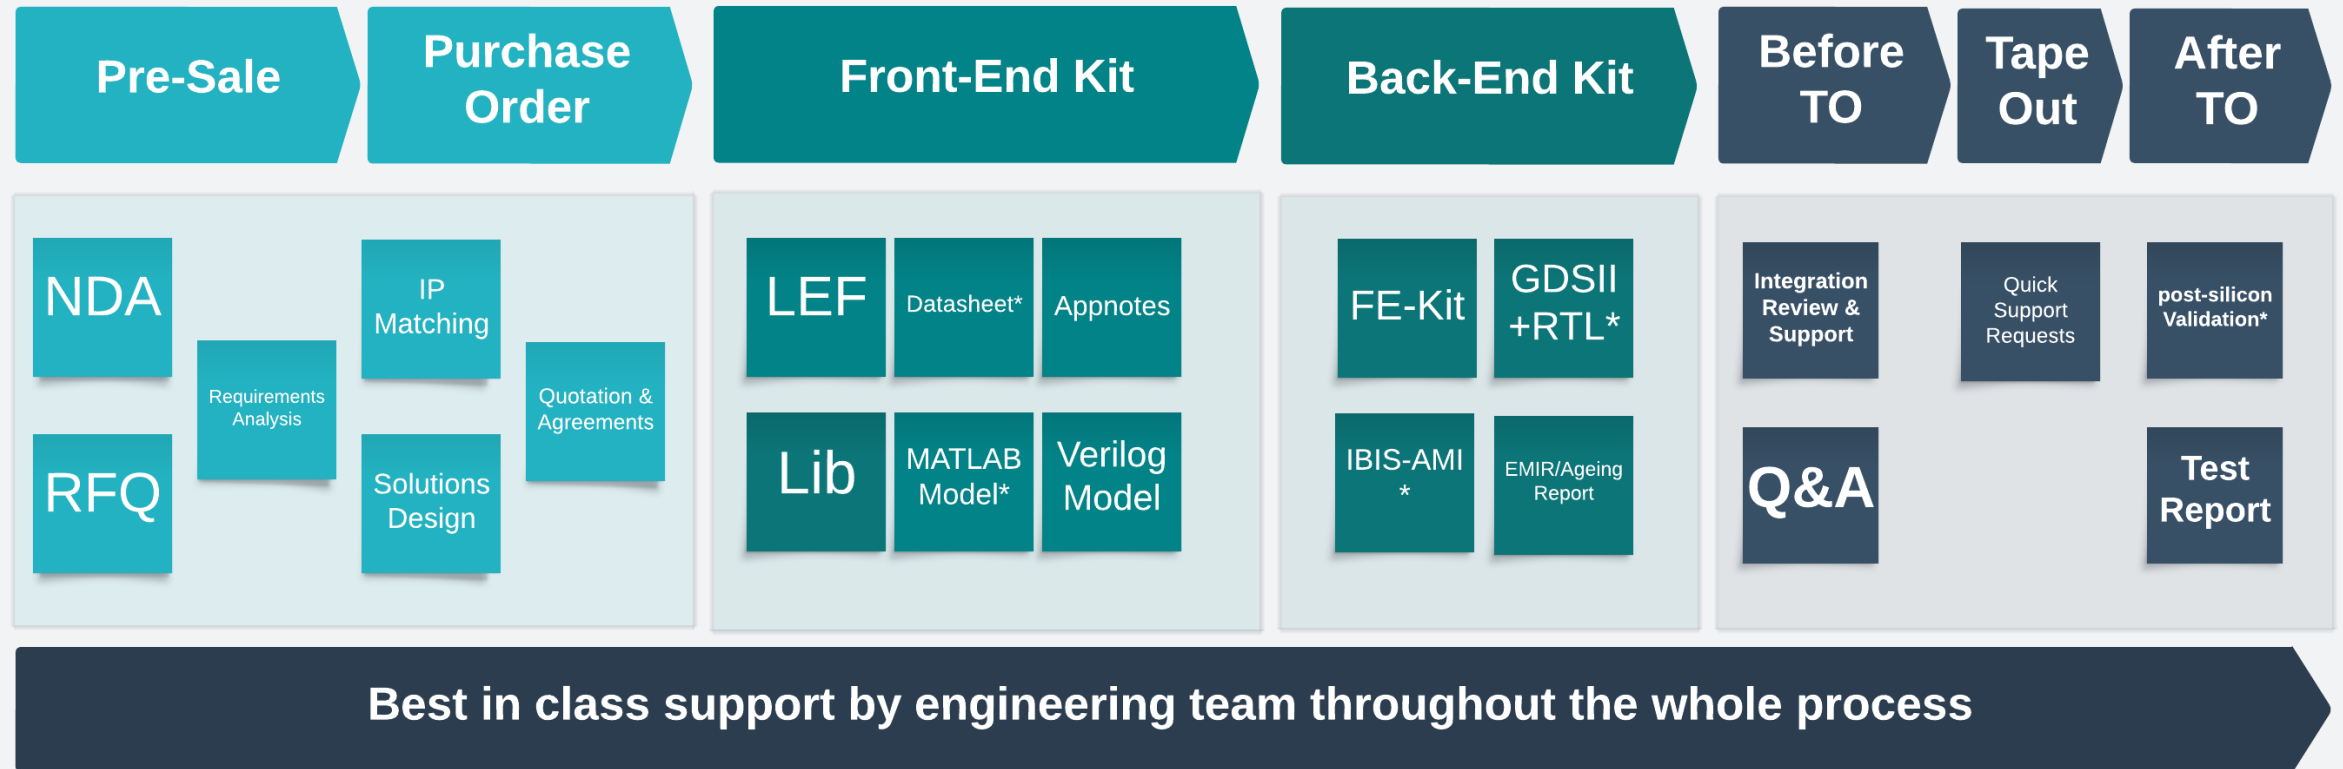 Pre-Sale
Purchase
Order
Front-End Kit
Back-End Kit
Before
TO
Tape
Out
After
TO
NDA
RFQ
Requirements
Analysis
IP
Matching
Solutions
Design
Quotation &
Agreements
LEF
Datasheet*
Appnotes
Lib
MATLAB
Model*
Verilog
Model
FE-Kit
GDSII
+RTL*
IBIS-AMI
*
EMIR/Ageing
Report
Integration
Review &
Support
Q&A
Quick
Support
Requests
post-silicon
Validation*
Test
Report
Best in class support by engineering team throughout the whole process